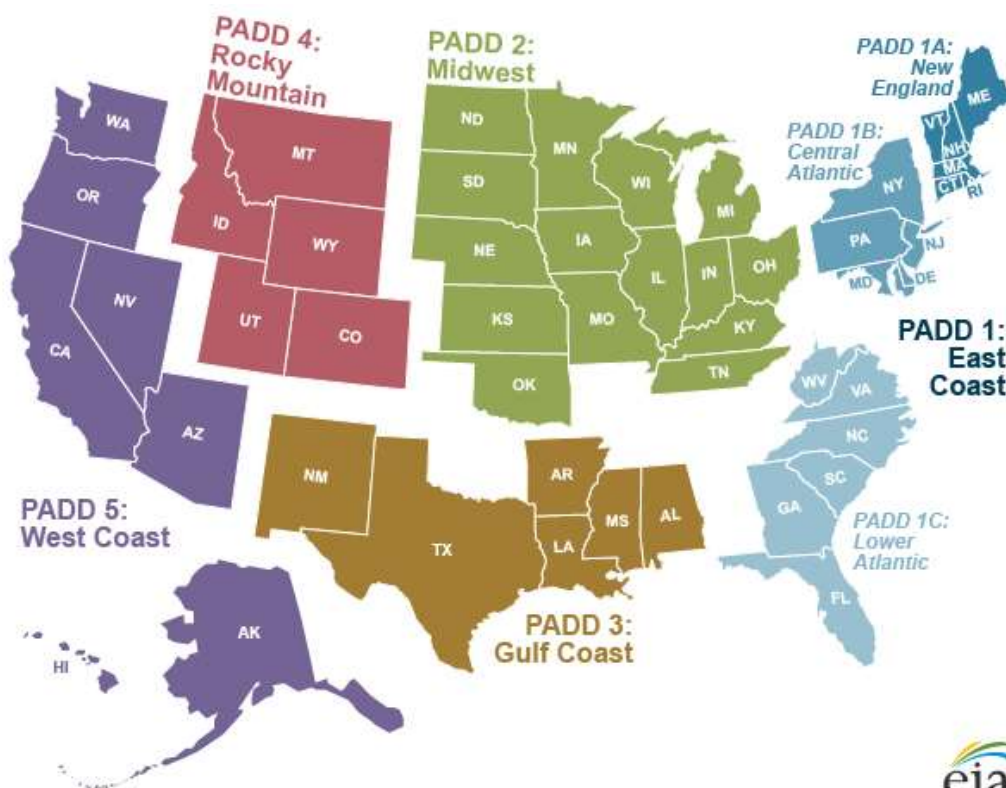 PADD 4:
Rocky
Mountain
PADD 2:
Midwest
PADD 1A:
New
England
PADD 1B:
Central
Atlantic
WA
OR
CA
NV
AZ
MT
ID
WY
UT
CO
ND
SD
NE
KS
OK
MN
IA
MO
WI
IL
MI
IN
OH
KY
TN
ME
VT
NH
MA
CT
RI
NY
PA
NJ
MD
DE
PADD 1:
East
Coast
WV
VA
NC
SC
GA
FL
PADD 1C:
Lower
Atlantic
NM
TX
AR
LA
MS
AL
PADD 3:
Gulf Coast
PADD 5:
West Coast
AK
HI
eia